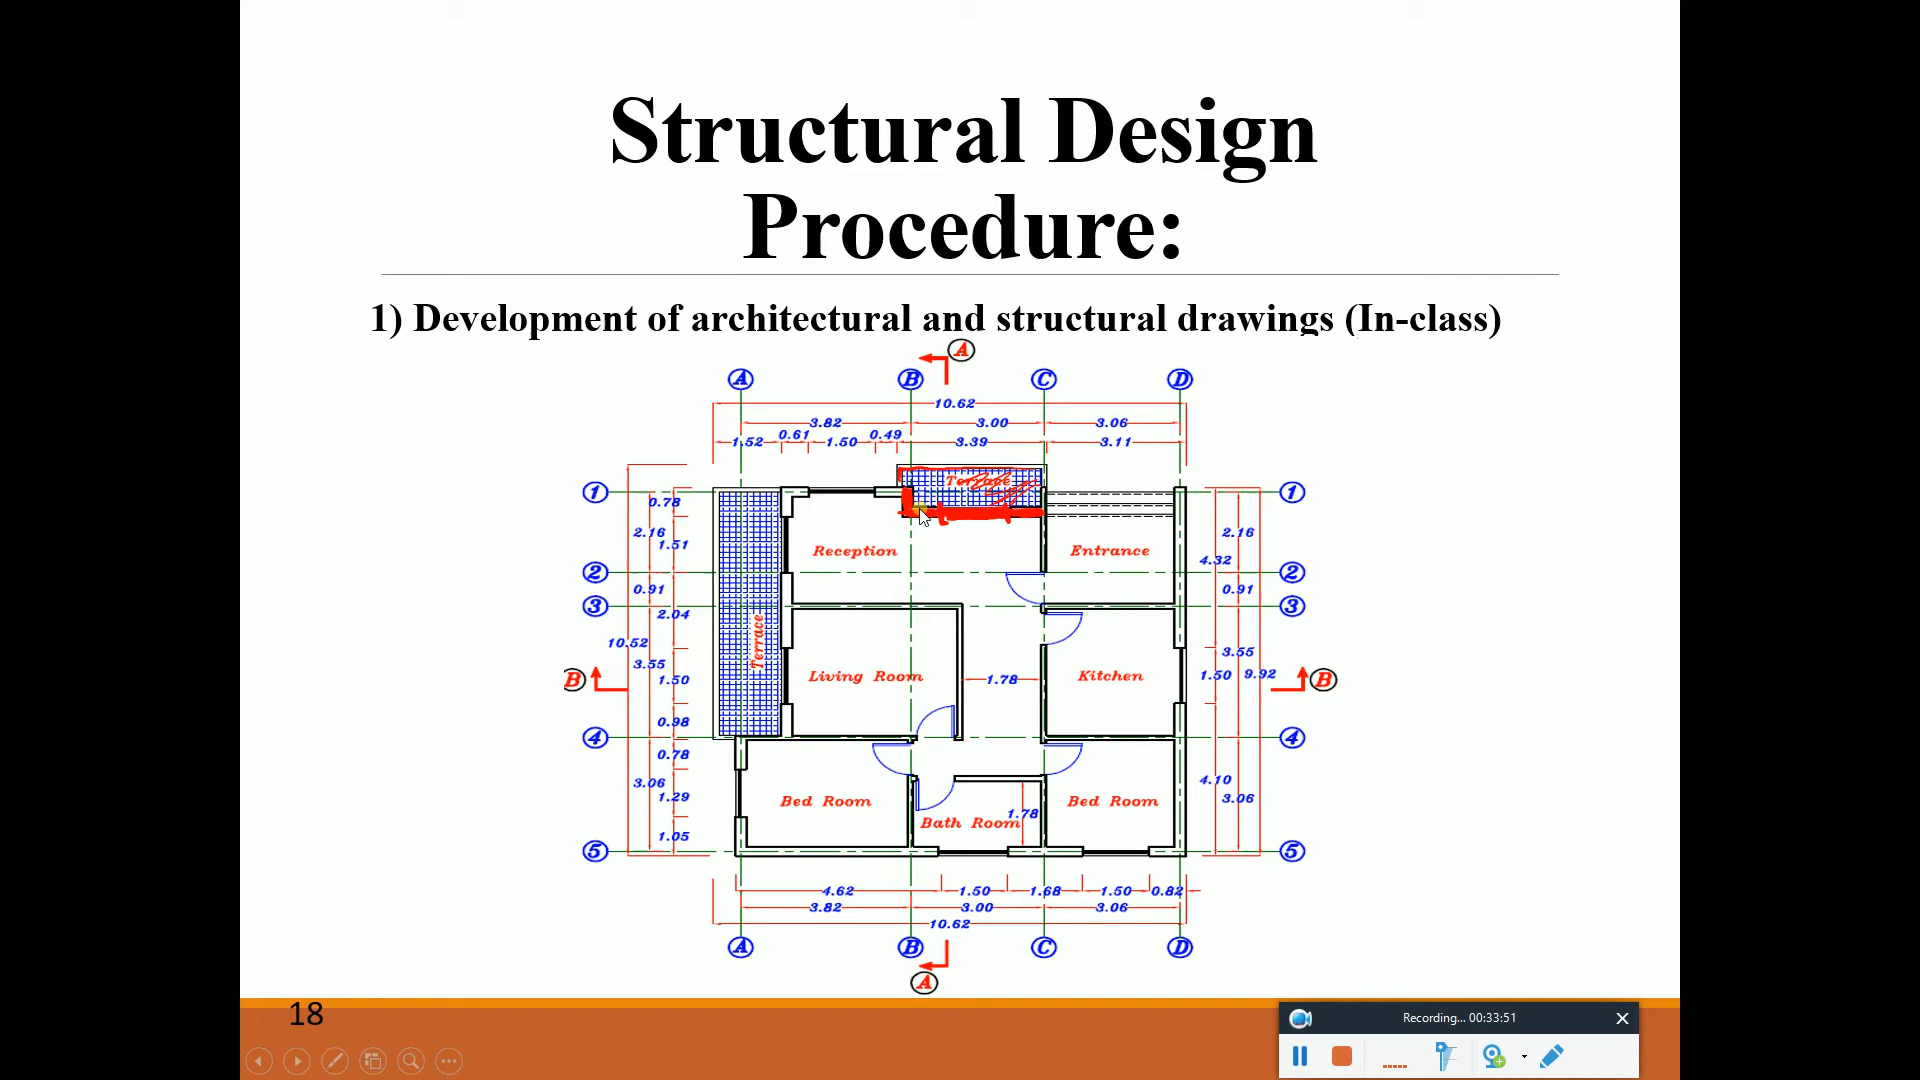 Structural Design
Procedure:
1) Development of architectural and structural drawings (In-class)
A
A B C D
10.62
3.82 3.00 3.06
1.52 0.61 1.50 0.49 3.39 3.11
Terrace
1 1
0.78
2.16 1.51 2.16
Reception Entrance
4.32
2 2
0.91 0.91
3 3
2.04
Terrace
10.52
3.55 3.55
B Living Room 1.78 Kitchen B
1.50 1.50 9.92
0.98
4 4
0.78
3.06 4.10
1.29 3.06
Bed Room Bed Room
1.78
Bath Room
1.05
5 5
4.62 1.50 1.68 1.50 0.82
3.82 3.00 3.06
10.62
A B C D
A
18
Recording... 00:33:51